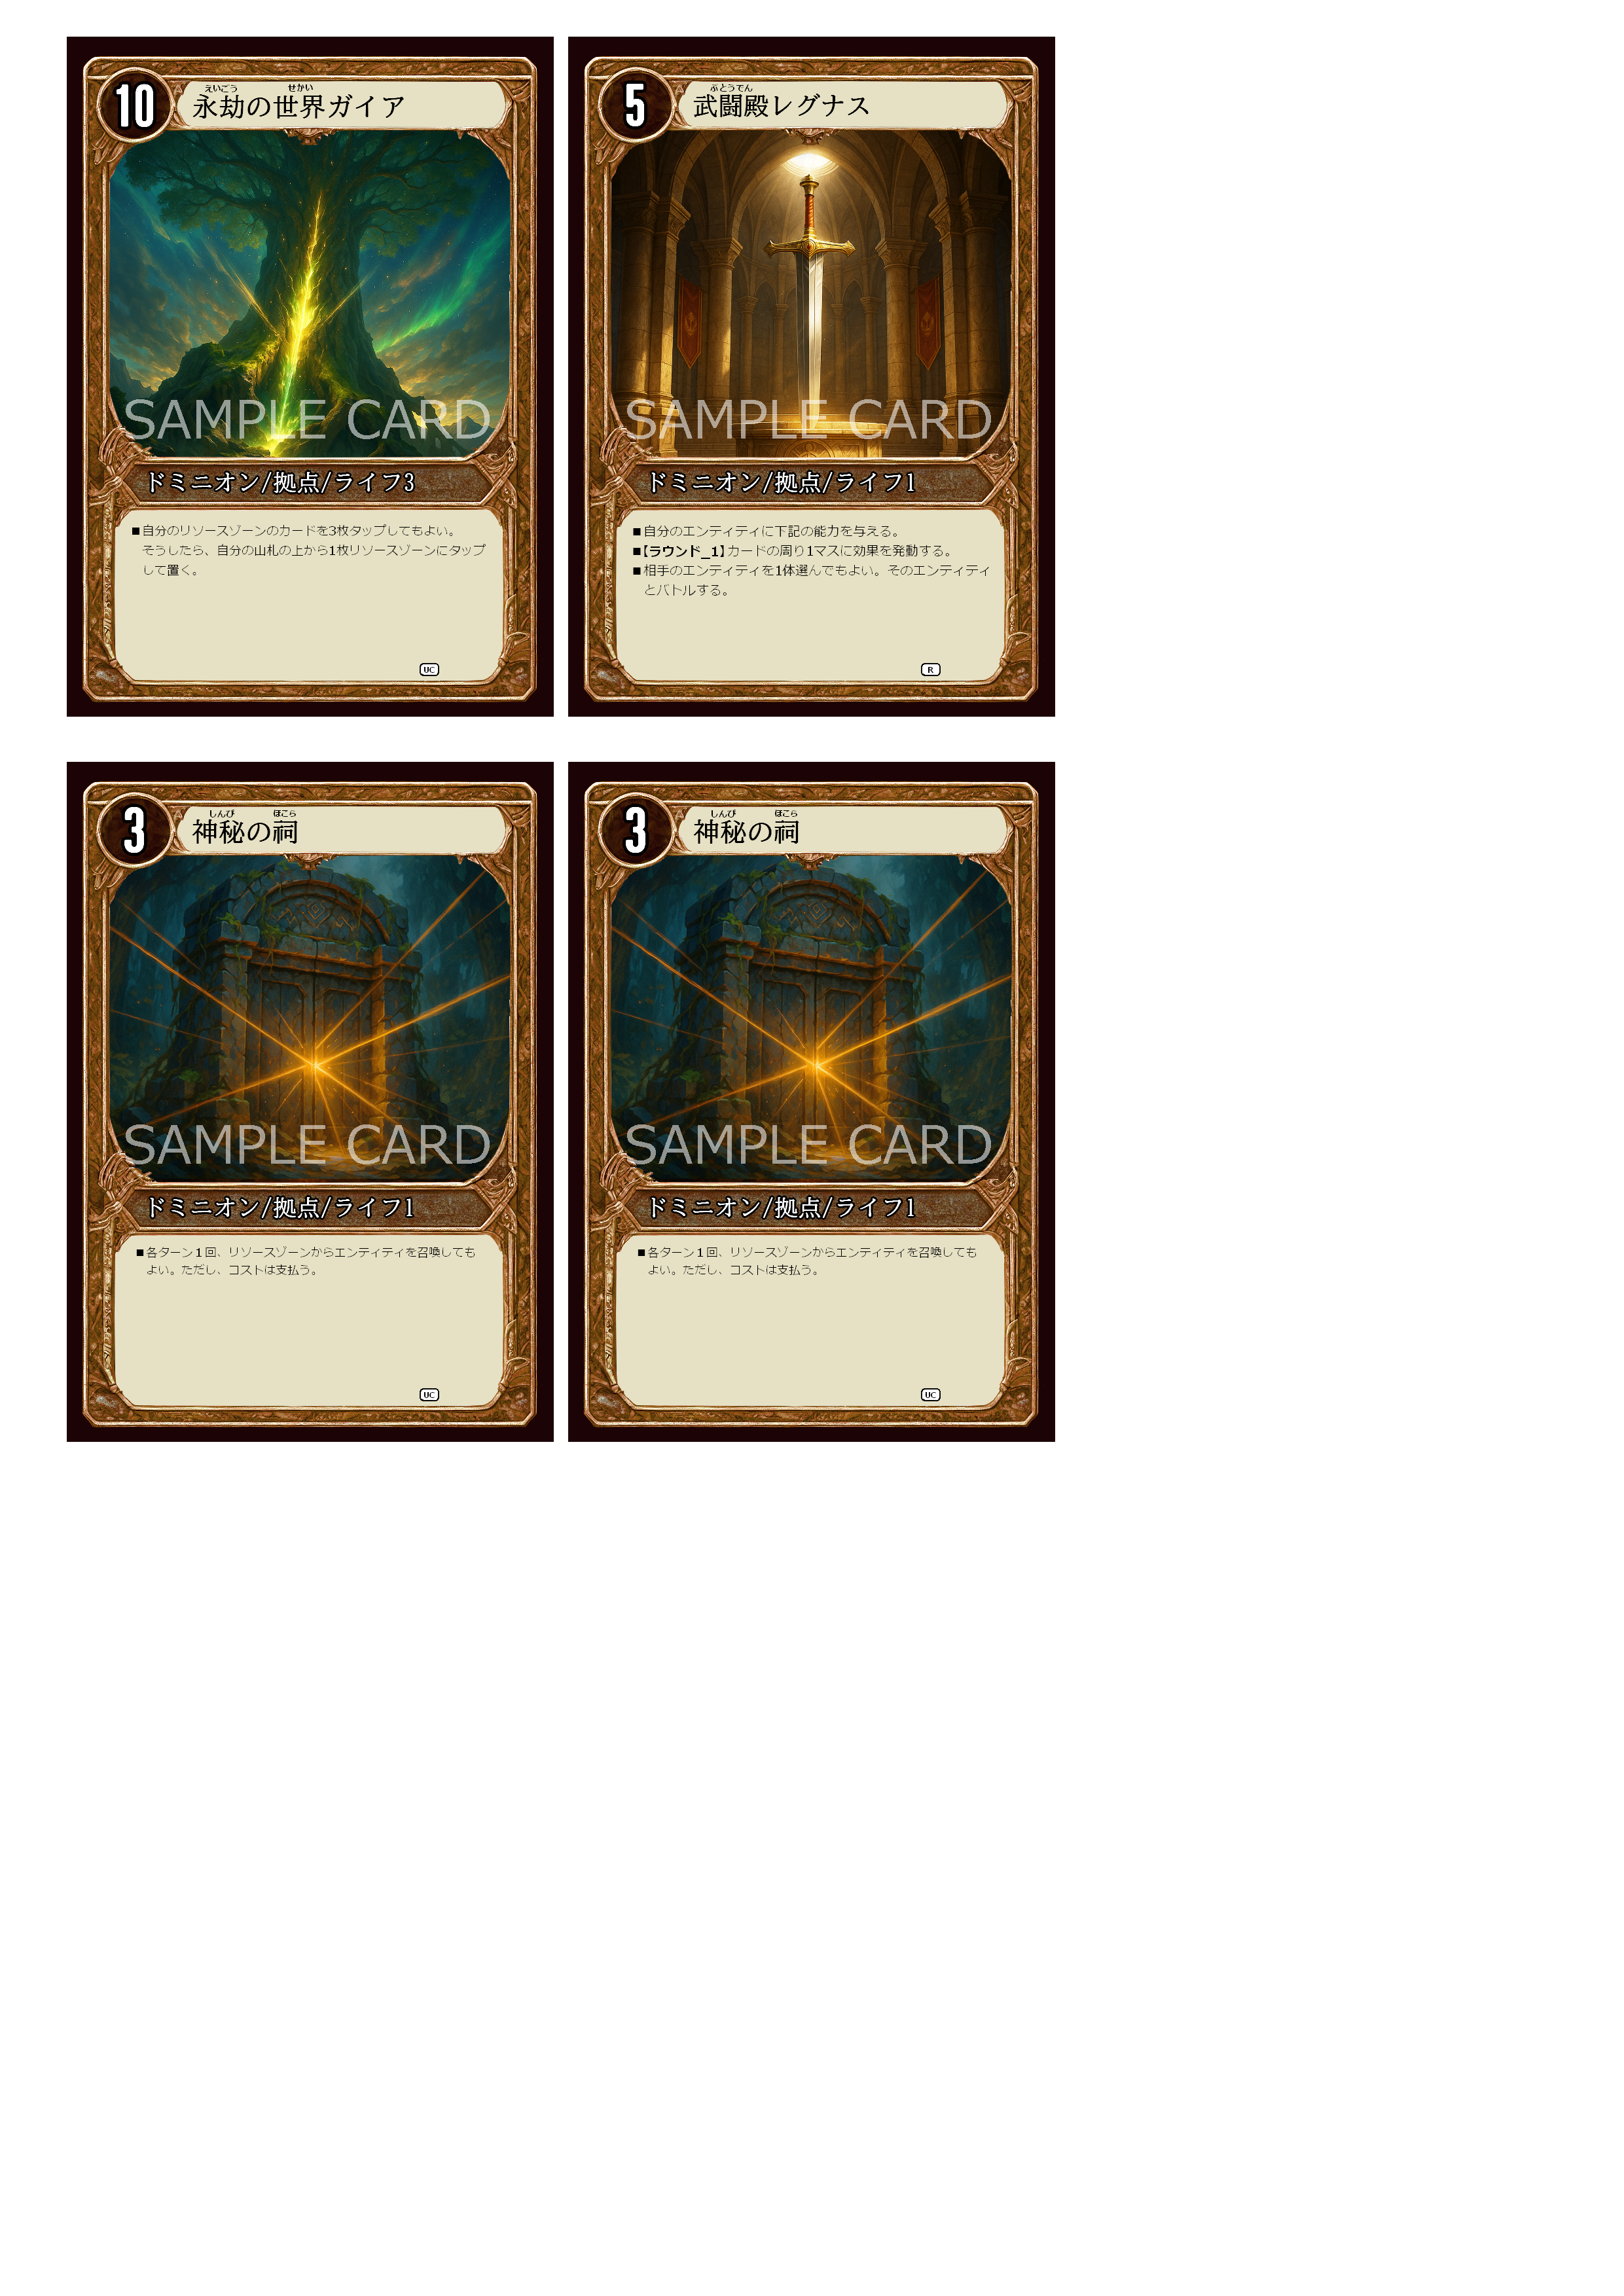 10
えいごう せかい
永劫の世界ガイア
SAMPLE CARD
ドミニオン/拠点/ライフ3
■自分のリソースゾーンのカードを3枚タップしてもよい。
そうしたら、自分の山札の上から1枚リソースゾーンにタップ
して置く。
UC
5
ぶとうでん
武闘殿レグナス
SAMPLE CARD
ドミニオン/拠点/ライフ1
■自分のエンティティに下記の能力を与える。
■【ラウンド_1】カードの周り1マスに効果を発動する。
■相手のエンティティを1体選んでもよい。そのエンティティ
とバトルする。
R
3
しんぴ ほこら
神秘の祠
SAMPLE CARD
ドミニオン/拠点/ライフ1
■各ターン1回、リソースゾーンからエンティティを召喚しても
よい。ただし、コストは支払う。
UC
3
しんぴ ほこら
神秘の祠
SAMPLE CARD
ドミニオン/拠点/ライフ1
■各ターン1回、リソースゾーンからエンティティを召喚しても
よい。ただし、コストは支払う。
UC